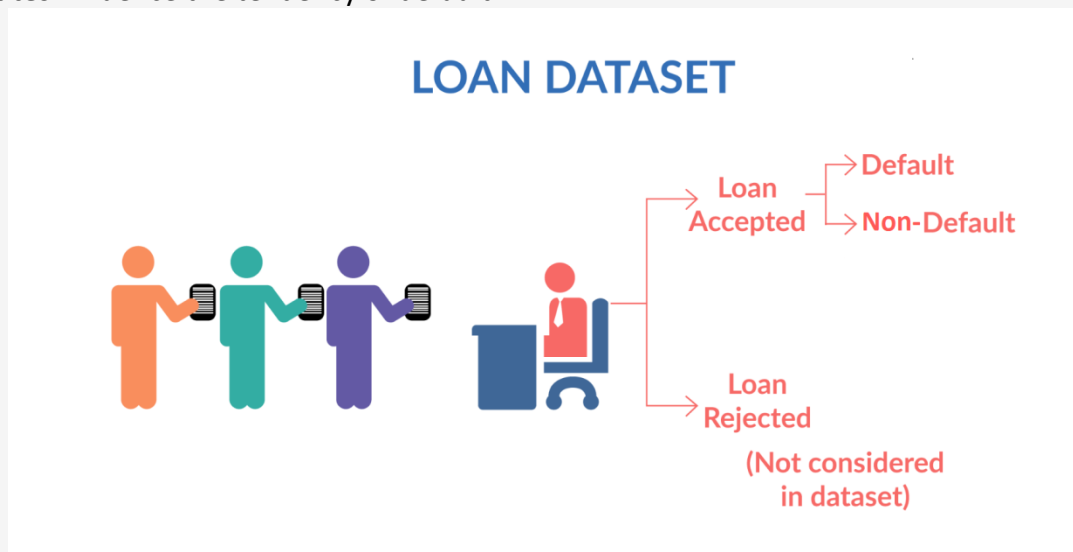 LOAN DATASET
Loan
Accepted
Default
Non-Default
Loan
Rejected
(Not considered
in dataset)